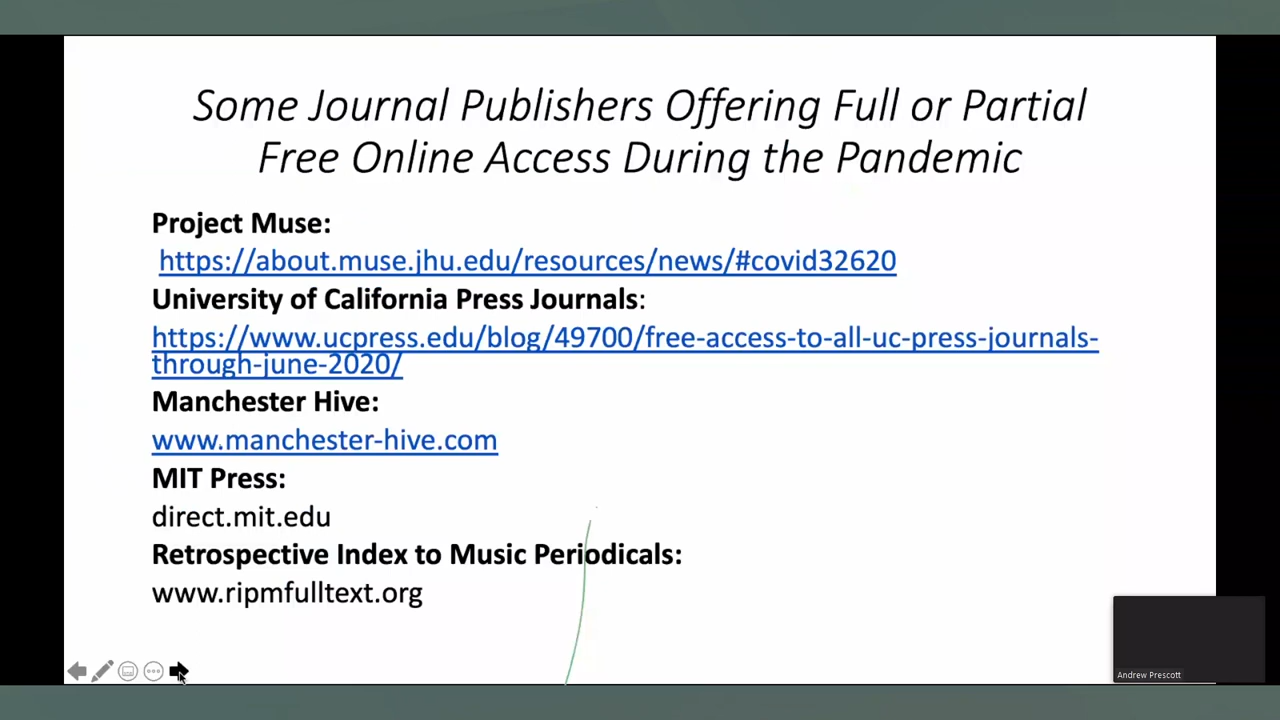 Some Journal Publishers Offering Full or Partial
Free Online Access During the Pandemic
Project Muse:
https://about.muse.jhu.edu/resources/news/#covid32620
University of California Press Journals:
https://www.ucpress.edu/blog/49700/free-access-to-all-uc-press-journals-
through-june-2020/
Manchester Hive:
www.manchester-hive.com
MIT Press:
direct.mit.edu
Retrospective Index to Music Periodicals:
www.ripmfulltext.org
Andrew Prescott